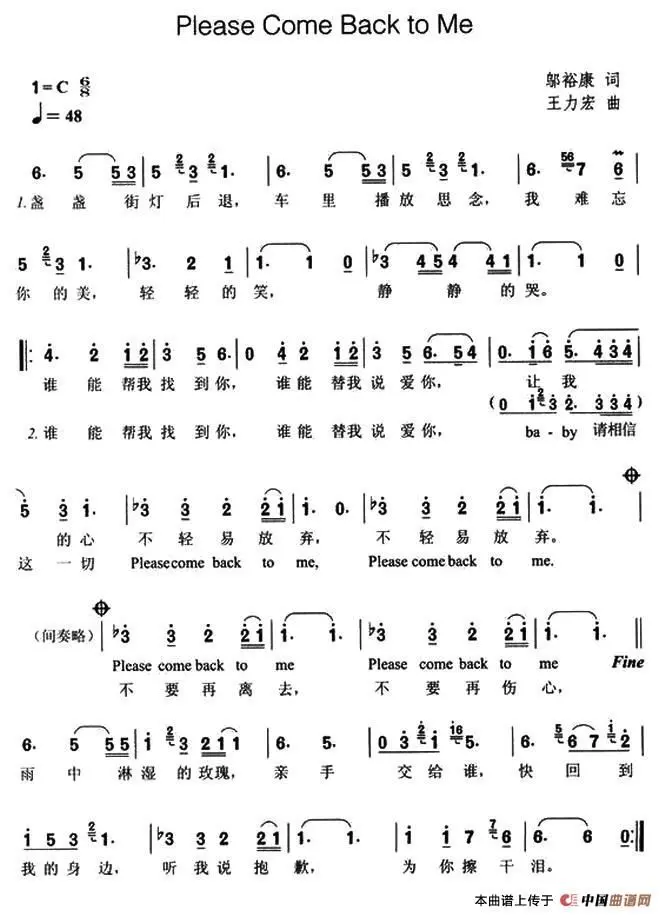 Please Come Back to Me
1=C 6/8
♩=48
邬裕康 词
王力宏 曲
1.盏 盏 街 灯 后 退, 车 里 播 放 思 念, 我 难 忘
你 的 美, 轻 轻 的 笑, 静 静 的 哭。
谁 能 帮我 找 到 你, 谁 能 替我 说 爱 你, 让 我
2.谁 能 帮我 找 到 你, 谁 能 替我 说 爱 你, ba - by 请相信
的 心 不 轻 易 放 弃, 不 轻 易 放 弃。
这 一 切 Please come back to me, Please come back to me.
(间奏略)
Please come back to me Please come back to me Fine
不 要 再 离 去, 不 要 再 伤 心,
雨 中 淋 湿 的 玫 瑰, 亲 手 交 给 谁, 快 回 到
我 的 身 边, 听 我 说 抱 歉, 为 你 擦 干 泪。
本曲谱上传于 中国曲谱网